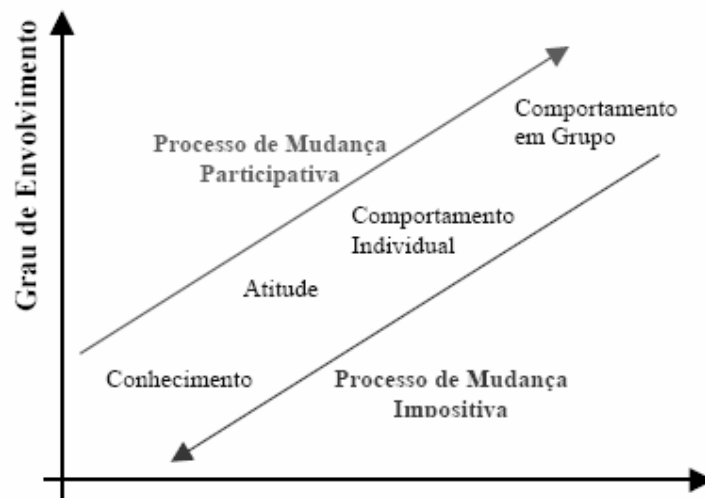 Grau de Envolvimento
Comportamento
em Grupo
Processo de Mudança
Participativa
Comportamento
Individual
Atitude
Conhecimento
Processo de Mudança
Impositiva